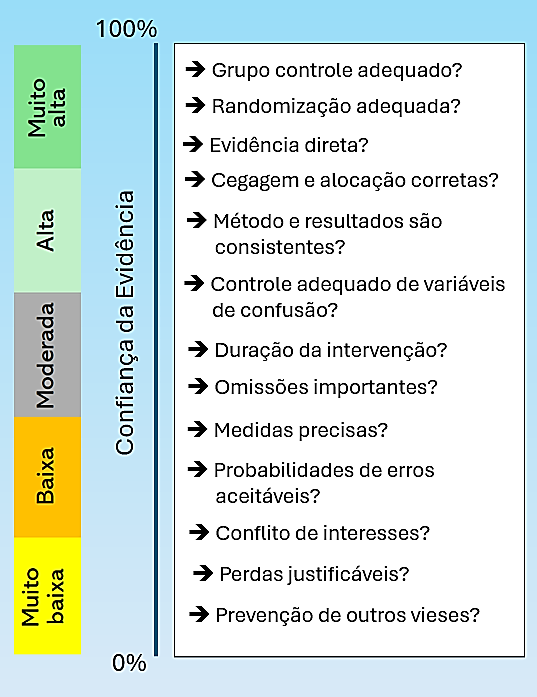 100%
Muito
alta
Alta
Moderada
Baixa
Muito
baixa
Confiança da Evidência
0%
➔ Grupo controle adequado?
➔ Randomização adequada?
➔ Evidência direta?
➔ Cegagem e alocação corretas?
➔ Método e resultados são
consistentes?
➔ Controle adequado de variáveis
de confusão?
➔ Duração da intervenção?
➔ Omissões importantes?
➔ Medidas precisas?
➔ Probabilidades de erros
aceitáveis?
➔ Conflito de interesses?
➔ Perdas justificáveis?
➔ Prevenção de outros vieses?